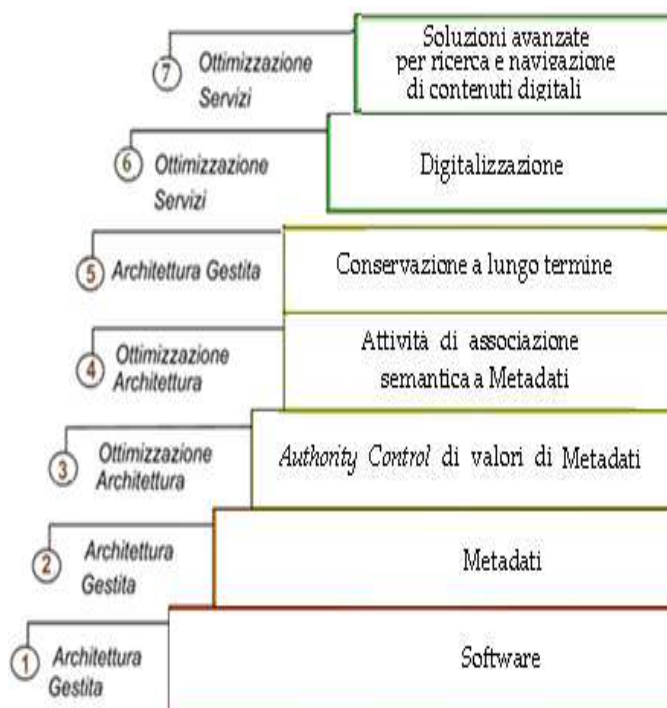 7
Ottimizzazione
Servizi
Soluzioni avanzate
per ricerca e navigazione
di contenuti digitali
6
Ottimizzazione
Servizi
Digitalizzazione
5
Architettura Gestita
Conservazione a lungo termine
4
Ottimizzazione
Architettura
Attività di associazione
semantica a Metadati
3
Ottimizzazione
Architettura
Authority Control di valori di Metadati
2
Architettura
Gestita
Metadati
1
Architettura
Gestita
Software